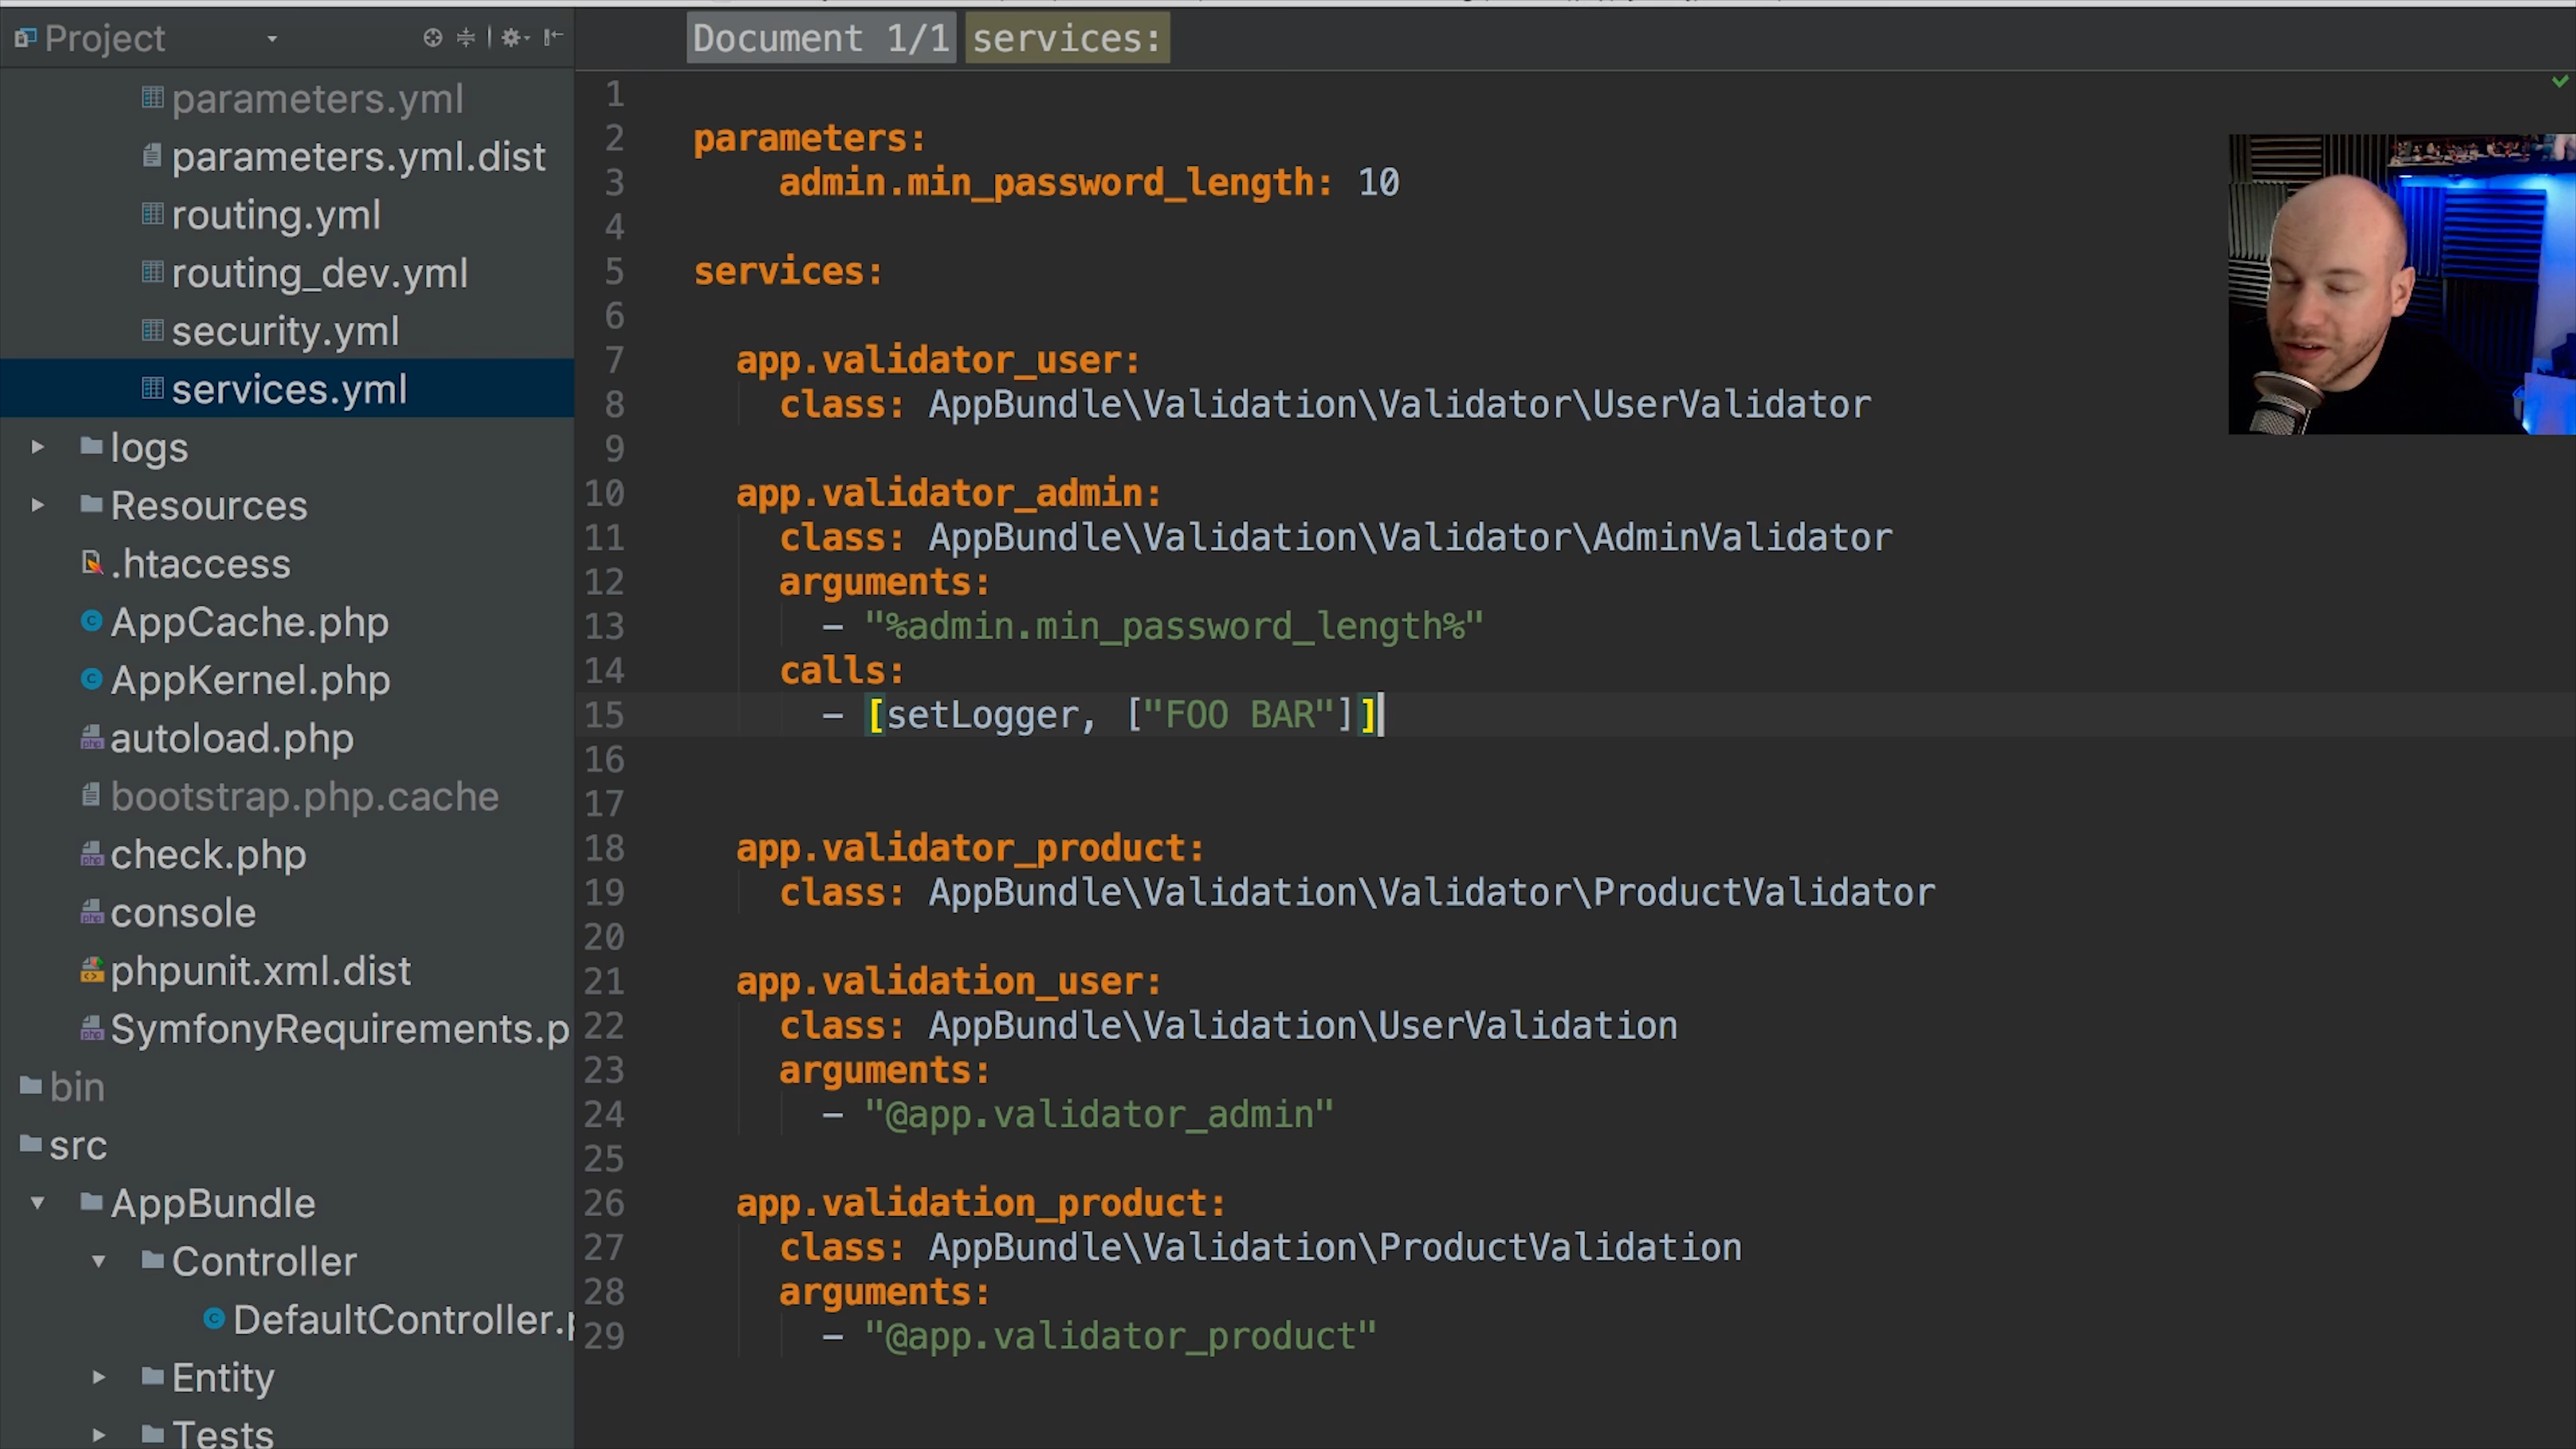 Project
parameters.yml
parameters.yml.dist
routing.yml
routing_dev.yml
security.yml
services.yml
logs
Resources
.htaccess
AppCache.php
AppKernel.php
autoload.php
bootstrap.php.cache
check.php
console
phpunit.xml.dist
SymfonyRequirements.p
bin
src
AppBundle
Controller
DefaultController.p
Entity
Tests
Document 1/1 services:
1
2 parameters:
3 admin.min_password_length: 10
4
5 services:
6
7 app.validator_user:
8 class: AppBundle\Validation\Validator\UserValidator
9
10 app.validator_admin:
11 class: AppBundle\Validation\Validator\AdminValidator
12 arguments:
13 - "%admin.min_password_length%"
14 calls:
15 - [setLogger, ["FOO BAR"]]
16
17
18 app.validator_product:
19 class: AppBundle\Validation\Validator\ProductValidator
20
21 app.validation_user:
22 class: AppBundle\Validation\UserValidation
23 arguments:
24 - "@app.validator_admin"
25
26 app.validation_product:
27 class: AppBundle\Validation\ProductValidation
28 arguments:
29 - "@app.validator_product"